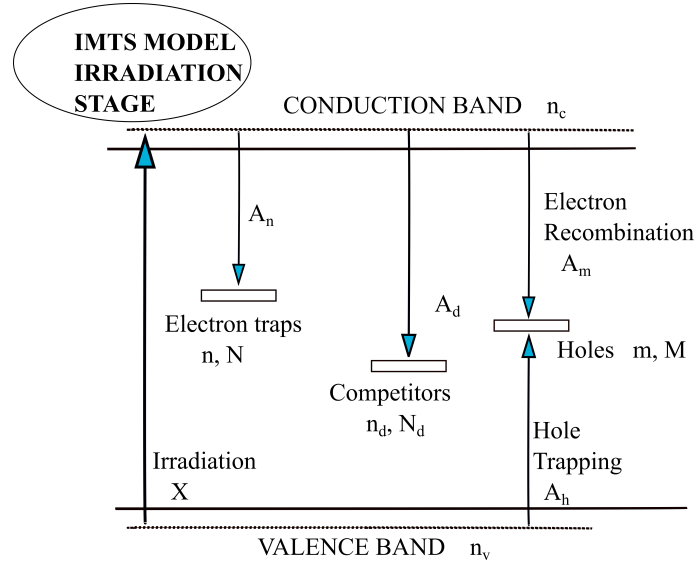 IMTS MODEL
IRRADIATION
STAGE
CONDUCTION BAND n_c
A_n
Electron
Recombination
A_m
Electron traps
n, N
A_d
Holes m, M
Competitors
n_d, N_d
Irradiation
X
Hole
Trapping
A_h
VALENCE BAND n_v